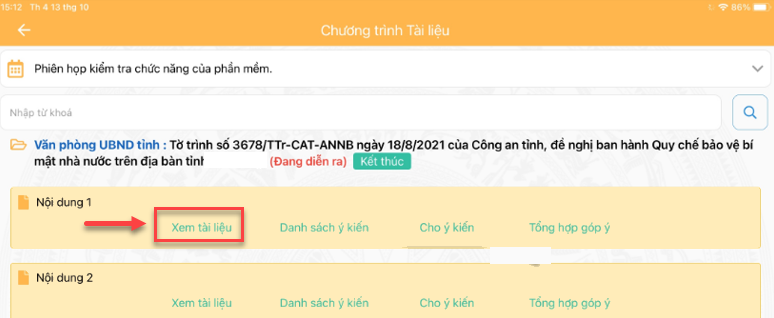 15:12 Th 4 13 thg 10 86%
Chương trình Tài liệu
Phiên họp kiểm tra chức năng của phần mềm.
Nhập từ khoá
Văn phòng UBND tỉnh : Tờ trình số 3678/TTr-CAT-ANNB ngày 18/8/2021 của Công an tỉnh, đề nghị ban hành Quy chế bảo vệ bí
mật nhà nước trên địa bàn tỉnh (Đang diễn ra) Kết thúc
Nội dung 1
Xem tài liệu Danh sách ý kiến Cho ý kiến Tổng hợp góp ý
Nội dung 2
Xem tài liệu Danh sách ý kiến Cho ý kiến Tổng hợp góp ý